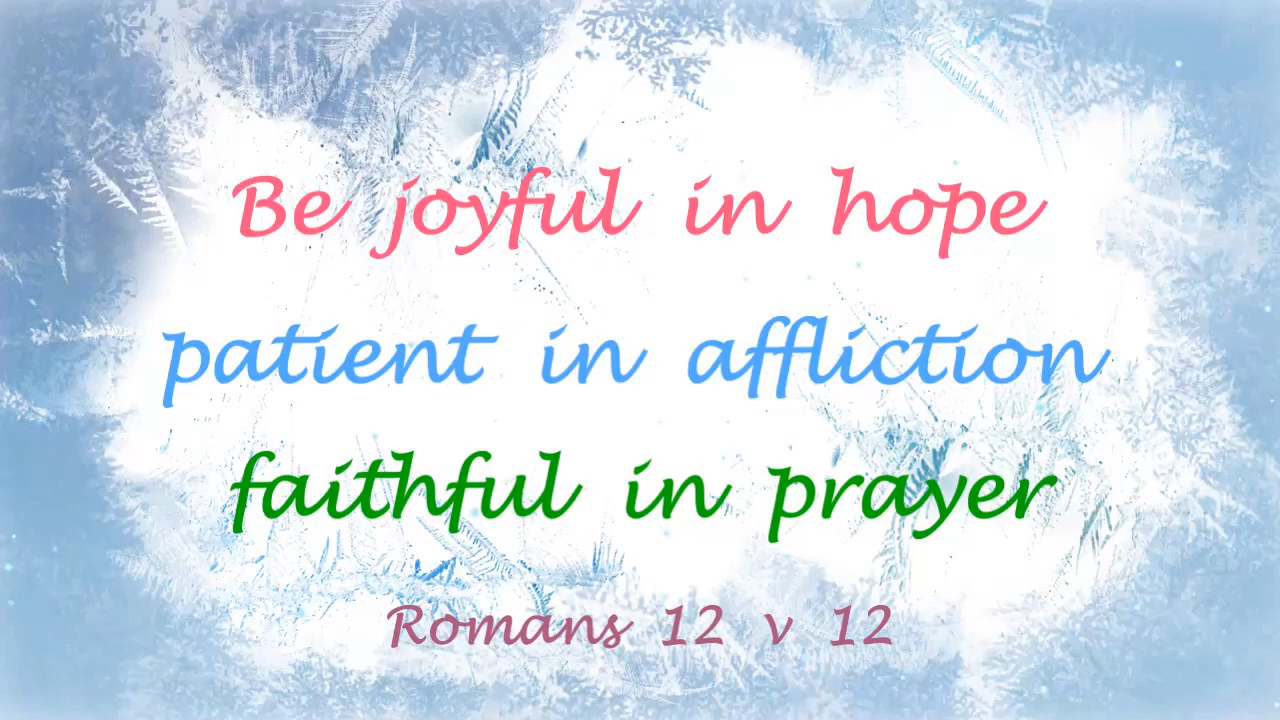 Be joyful in hope
patient in affliction
faithful in prayer
Romans 12 v 12